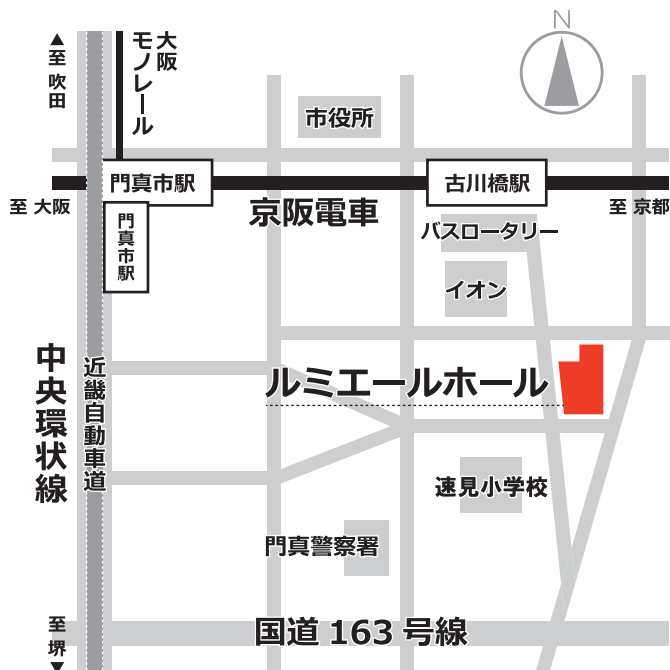 N
▲至 吹田
大阪
モノレール
市役所
門真市駅
古川橋駅
至 大阪
京阪電車
至 京都
門真市駅
バスロータリー
イオン
中央環状線
近畿自動車道
ルミエールホール
速見小学校
門真警察署
国道 163 号線
至 堺▼